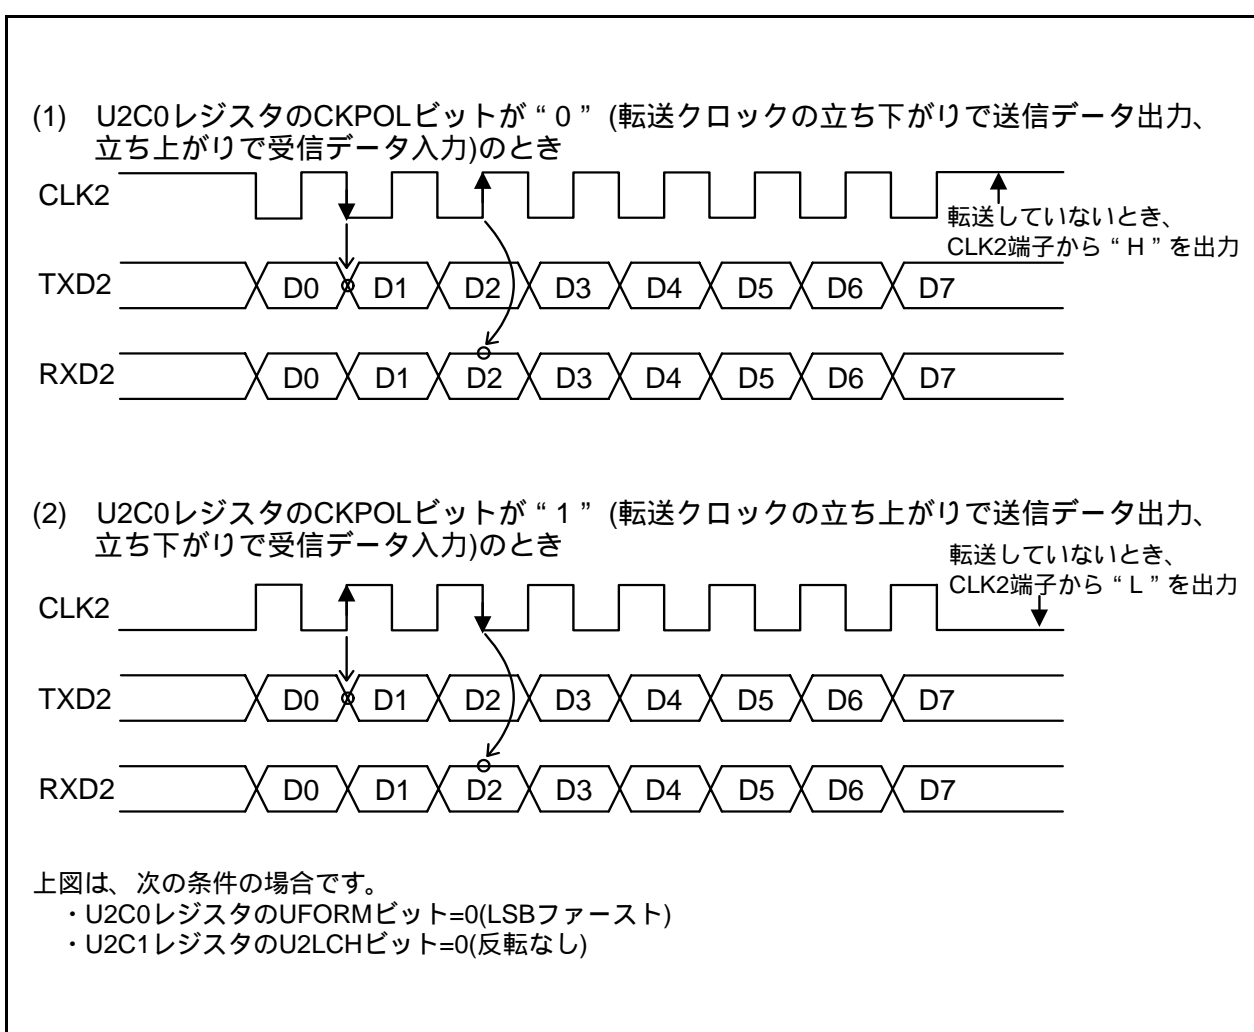 (1) U2C0レジスタのCKPOLビットが“0”(転送クロックの立ち下がりで送信データ出力、
立ち上がりで受信データ入力)のとき
CLK2
転送していないとき、
CLK2端子から“H”を出力
TXD2 D0 D1 D2 D3 D4 D5 D6 D7
RXD2 D0 D1 D2 D3 D4 D5 D6 D7
(2) U2C0レジスタのCKPOLビットが“1”(転送クロックの立ち上がりで送信データ出力、
立ち下がりで受信データ入力)のとき
転送していないとき、
CLK2端子から“L”を出力
CLK2
TXD2 D0 D1 D2 D3 D4 D5 D6 D7
RXD2 D0 D1 D2 D3 D4 D5 D6 D7
上図は、次の条件の場合です。
・U2C0レジスタのUFORMビット=0(LSBファースト)
・U2C1レジスタのU2LCHビット=0(反転なし)